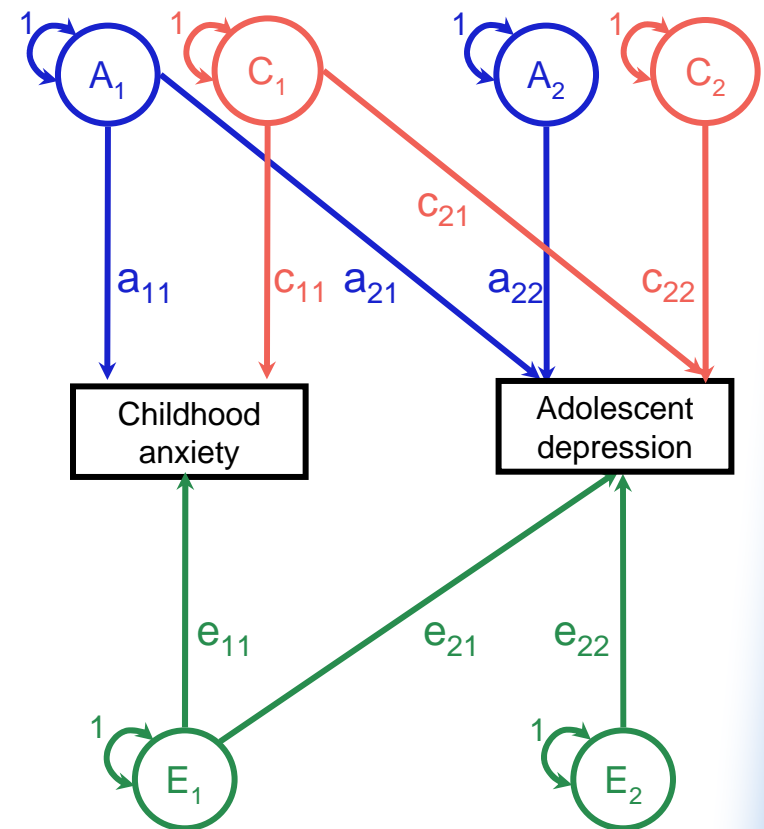 1 1 1 1
A₁ C₁ A₂ C₂
c₂₁
a₁₁ c₁₁ a₂₁ a₂₂ c₂₂
Childhood
anxiety
Adolescent
depression
e₁₁ e₂₁ e₂₂
1 1
E₁ E₂